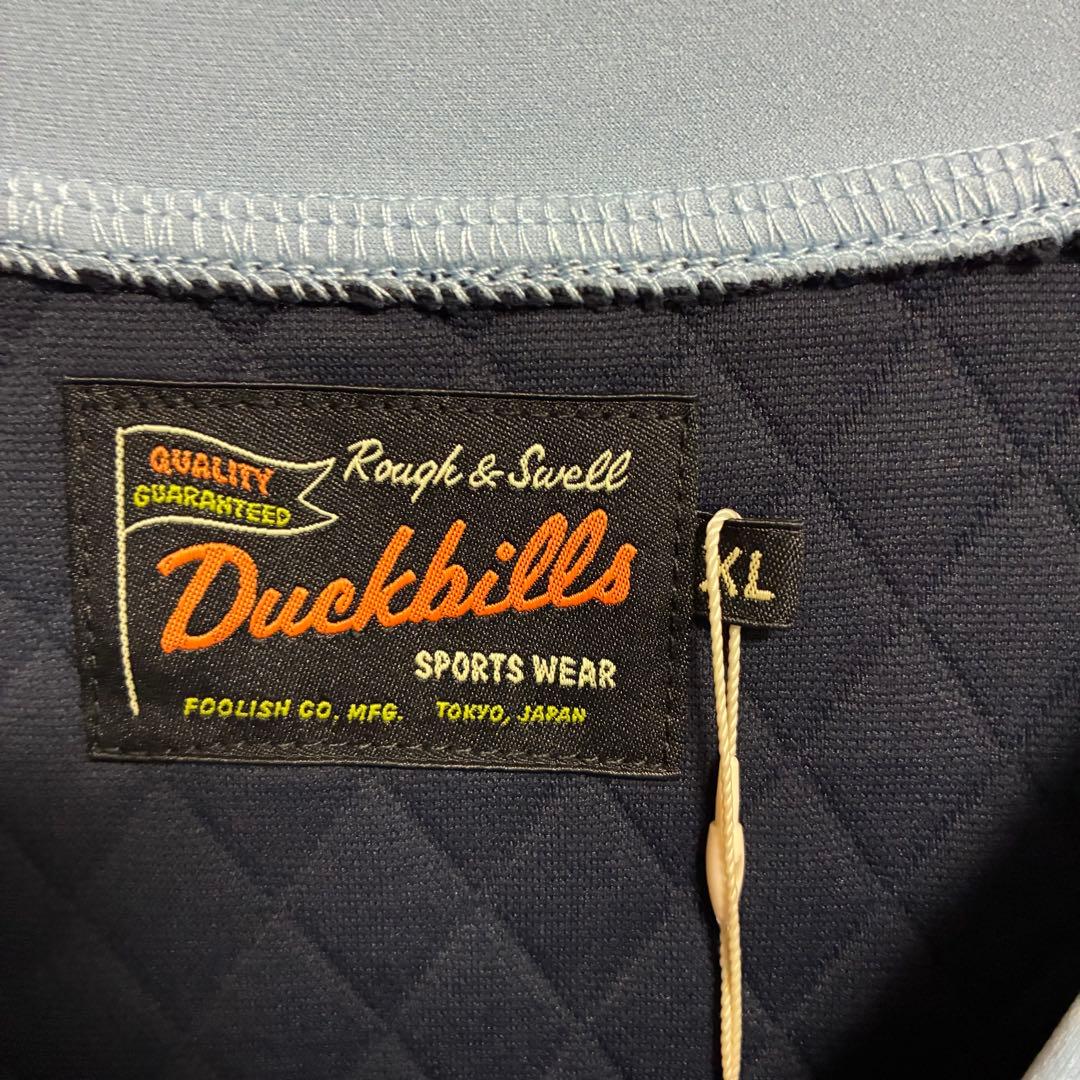 QUALITY
GUARANTEED
Rough & Swell
Duckbills
SPORTS WEAR
FOOLISH CO, MFG. TOKYO, JAPAN
XL